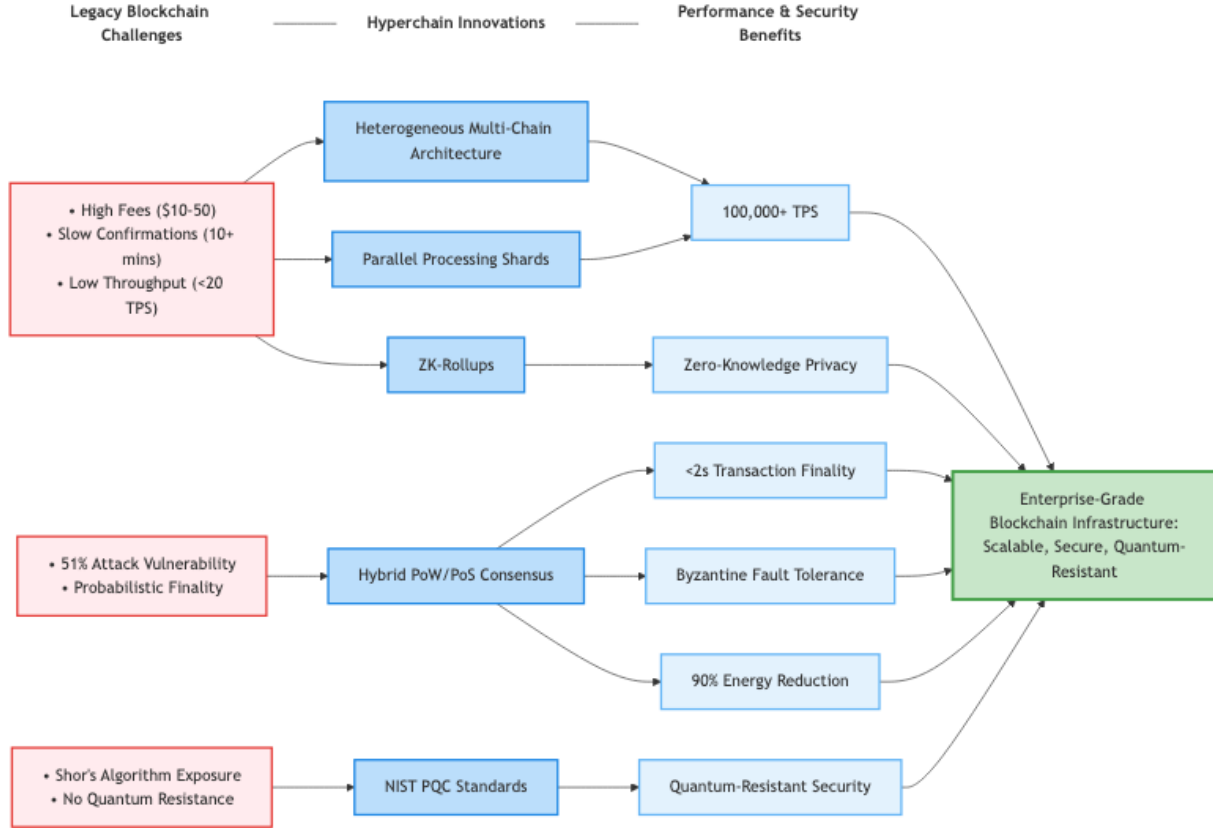 Legacy Blockchain
Challenges
Hyperchain Innovations
Performance & Security
Benefits
Heterogeneous Multi-Chain
Architecture
• High Fees ($10-50)
• Slow Confirmations (10+
mins)
• Low Throughput (<20
TPS)
100,000+ TPS
Parallel Processing Shards
ZK-Rollups
Zero-Knowledge Privacy
<2s Transaction Finality
Enterprise-Grade
Blockchain Infrastructure:
Scalable, Secure, Quantum-
Resistant
• 51% Attack Vulnerability
• Probabilistic Finality
Hybrid PoW/PoS Consensus
Byzantine Fault Tolerance
90% Energy Reduction
• Shor's Algorithm Exposure
• No Quantum Resistance
NIST PQC Standards
Quantum-Resistant Security